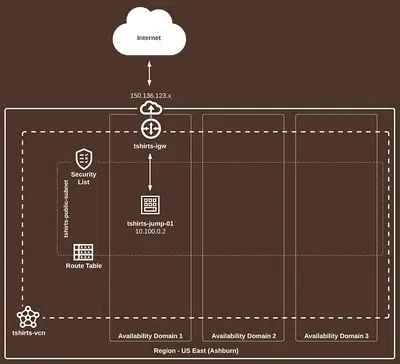 Internet
150.136.123.x
tshirts-igw
Security
List
tshirts-public-subnet
tshirts-jump-01
10.100.0.2
Route Table
tshirts-vcn
Availability Domain 1
Availability Domain 2
Availability Domain 3
Region - US East (Ashburn)